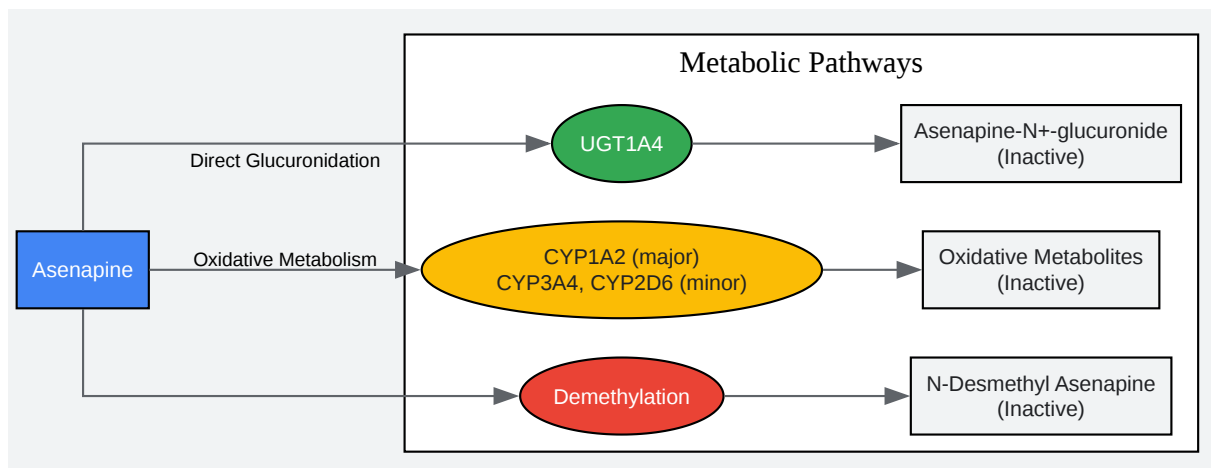 Metabolic Pathways
UGT1A4
Asenapine-N+-glucuronide
(Inactive)
Direct Glucuronidation
Asenapine
Oxidative Metabolism
CYP1A2 (major)
CYP3A4, CYP2D6 (minor)
Oxidative Metabolites
(Inactive)
Demethylation
N-Desmethyl Asenapine
(Inactive)